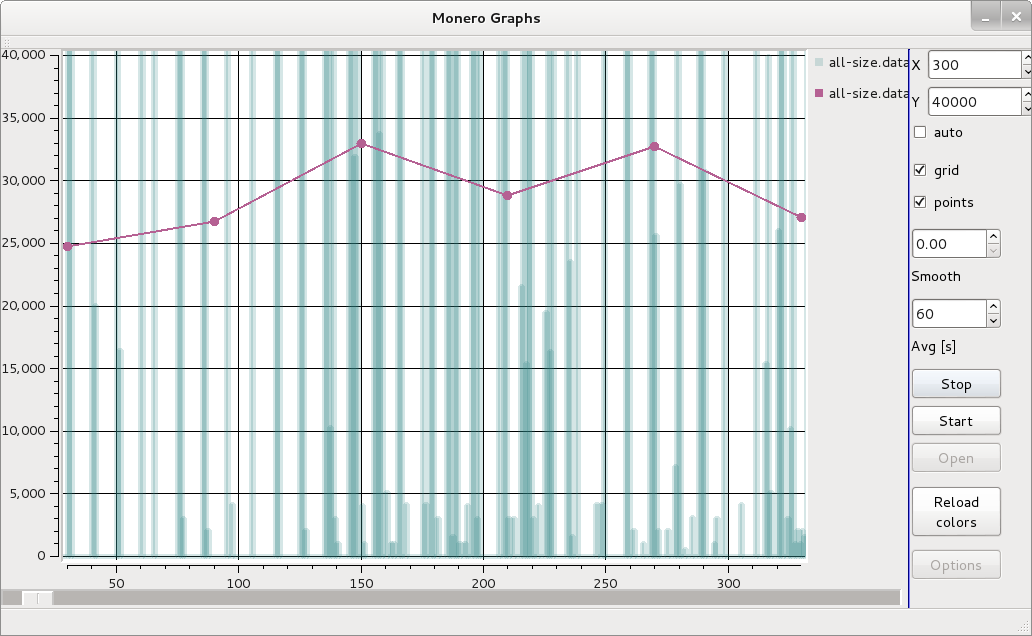 Monero Graphs
40,000
35,000
30,000
25,000
20,000
15,000
10,000
5,000
0
50
100
150
200
250
300
all-size.data
all-size.data
X 300
Y 40000
auto
grid
points
0.00
Smooth
60
Avg [s]
Stop
Start
Open
Reload
colors
Options